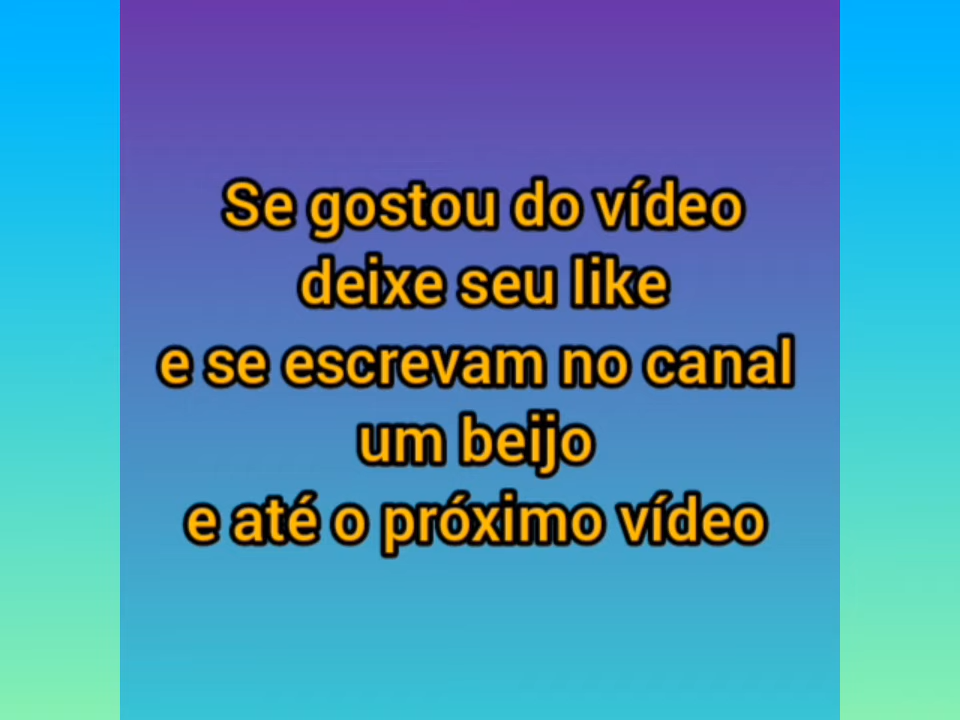 Se gostou do vídeo
deixe seu like
e se escrevam no canal
um beijo
e até o próximo vídeo